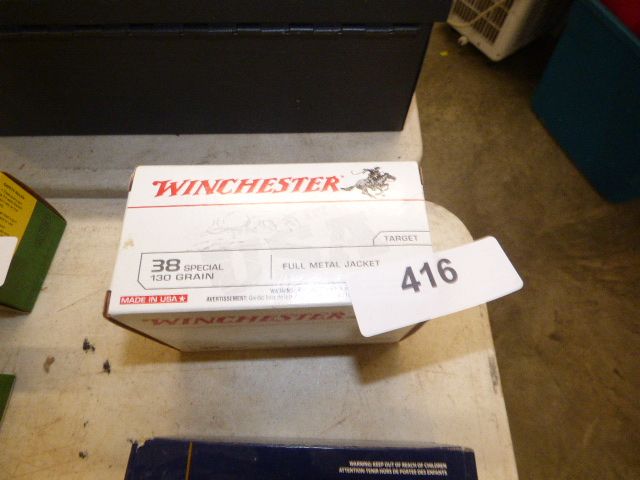 WINCHESTER
TARGET
38 SPECIAL
130 GRAIN
FULL METAL JACKET
416
MADE IN USA
AVERTISSEMENT:
WINCHESTER
WARNING: KEEP OUT OF REACH OF CHILDREN
ATTENTION: TENIR HORS DE PORTEE DES ENFANTS